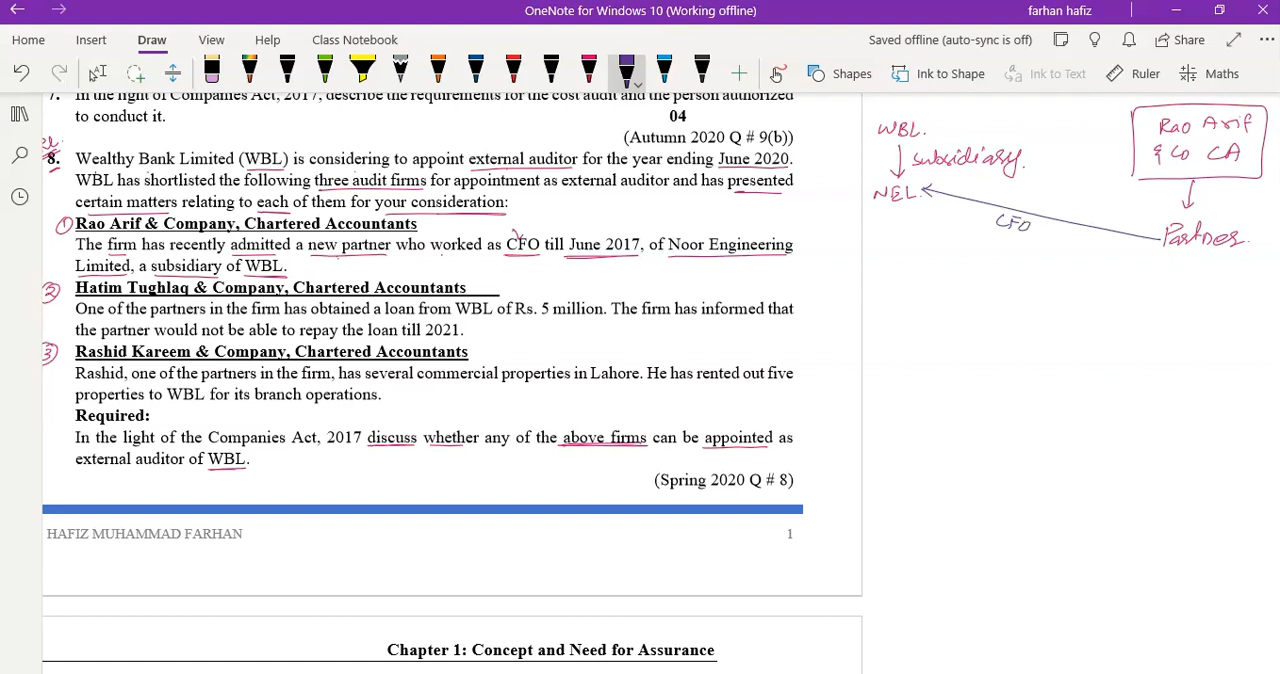 OneNote for Windows 10 (Working offline)
farhan hafiz
Home Insert Draw View Help Class Notebook
Saved offline (auto-sync is off) Share
Shapes Ink to Shape Ink to Text Ruler Maths
7. In the light of Companies Act, 2017, describe the requirements for the cost audit and the person authorized
to conduct it. 04
(Autumn 2020 Q # 9(b))
8. Wealthy Bank Limited (WBL) is considering to appoint external auditor for the year ending June 2020.
WBL has shortlisted the following three audit firms for appointment as external auditor and has presented
certain matters relating to each of them for your consideration:
① Rao Arif & Company, Chartered Accountants
The firm has recently admitted a new partner who worked as CFO till June 2017, of Noor Engineering
Limited, a subsidiary of WBL.
② Hatim Tughlaq & Company, Chartered Accountants
One of the partners in the firm has obtained a loan from WBL of Rs. 5 million. The firm has informed that
the partner would not be able to repay the loan till 2021.
③ Rashid Kareem & Company, Chartered Accountants
Rashid, one of the partners in the firm, has several commercial properties in Lahore. He has rented out five
properties to WBL for its branch operations.
Required:
In the light of the Companies Act, 2017 discuss whether any of the above firms can be appointed as
external auditor of WBL.
(Spring 2020 Q # 8)
HAFIZ MUHAMMAD FARHAN 1
Chapter 1: Concept and Need for Assurance
WBL.
subsidiary.
NEL.
CFO
Rao Arif
& Co CA
Partner.